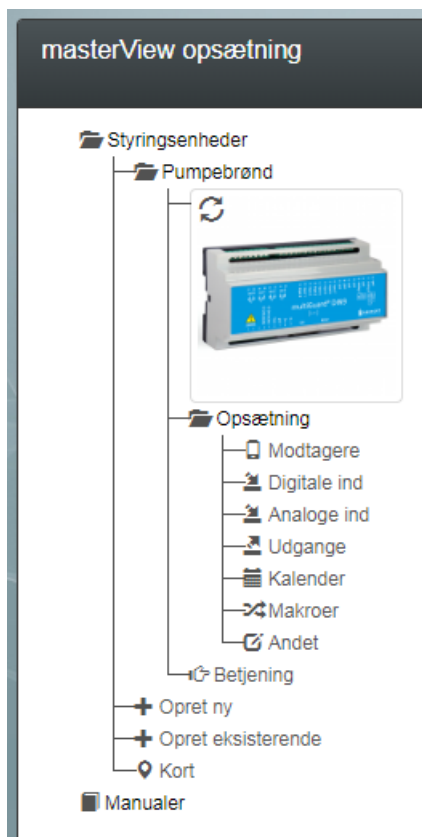 masterView opsætning
Styringsenheder
Pumpebrønd
Opsætning
Modtagere
Digitale ind
Analoge ind
Udgange
Kalender
Makroer
Andet
Betjening
Opret ny
Opret eksisterende
Kort
Manualer